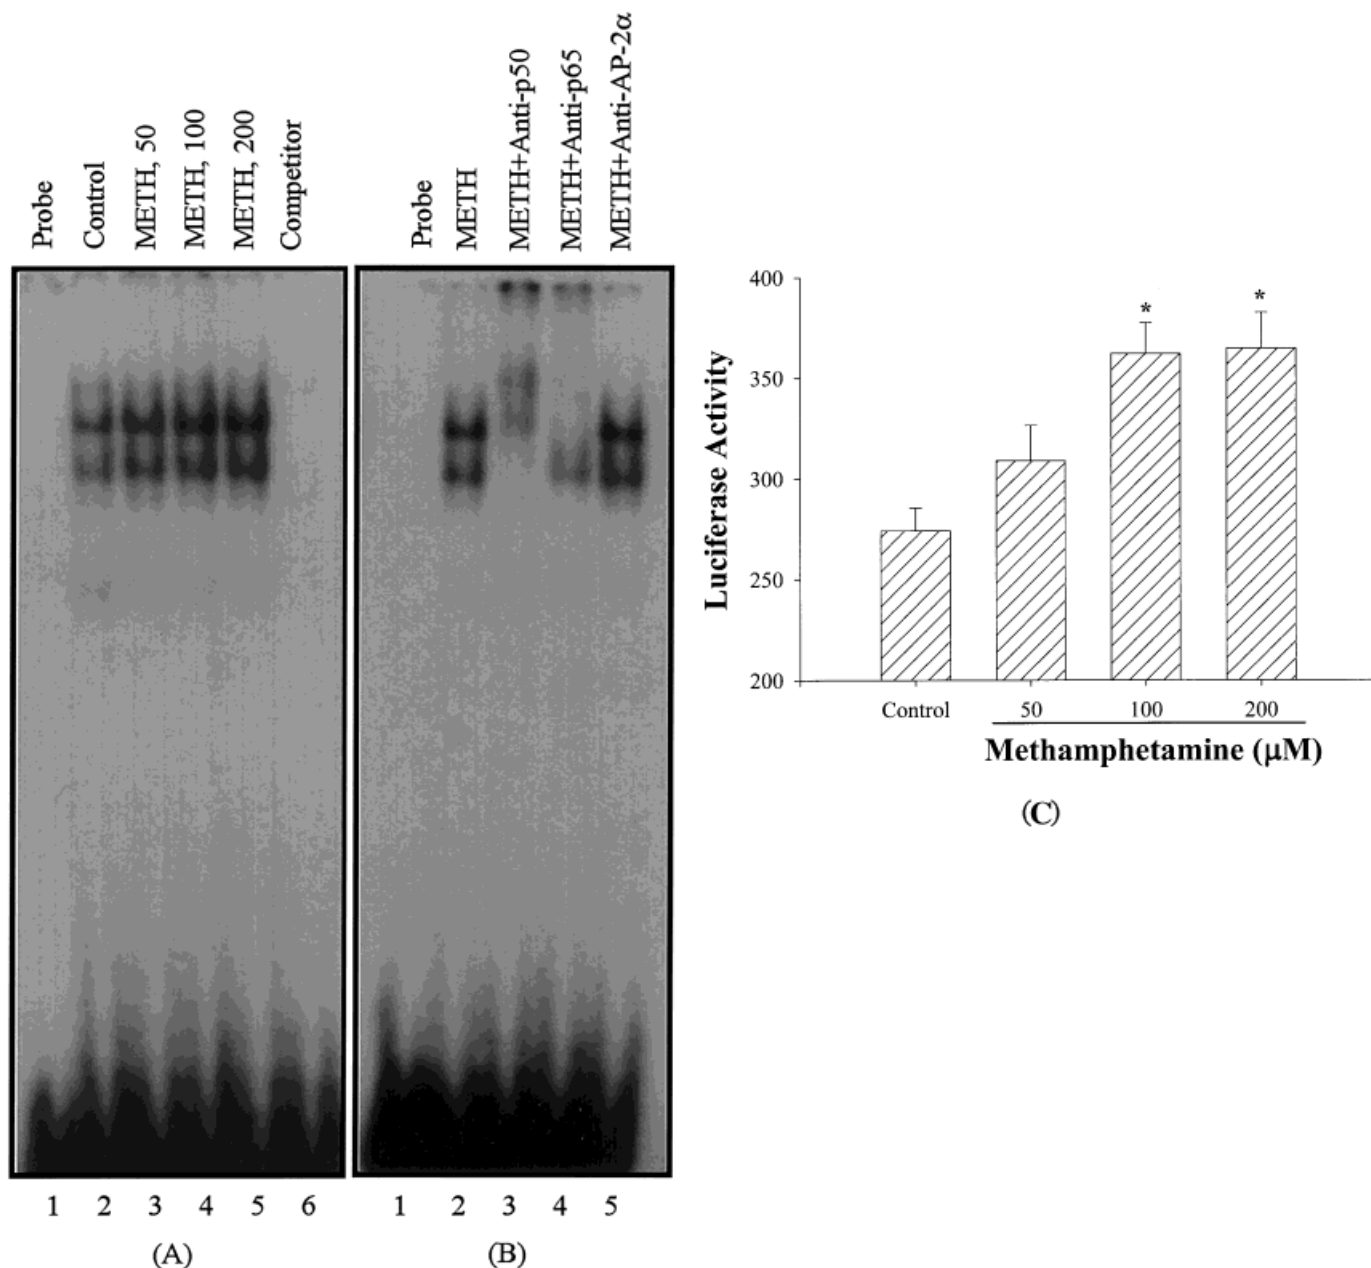 Probe
Control
METH, 50
METH, 100
METH, 200
Competitor
1 2 3 4 5 6
(A)
Probe
METH
METH+Anti-p50
METH+Anti-p65
METH+Anti-AP-2α
1 2 3 4 5
(B)
Luciferase Activity
400
350
300
250
200
* *
Control 50 100 200
Methamphetamine (μM)
(C)